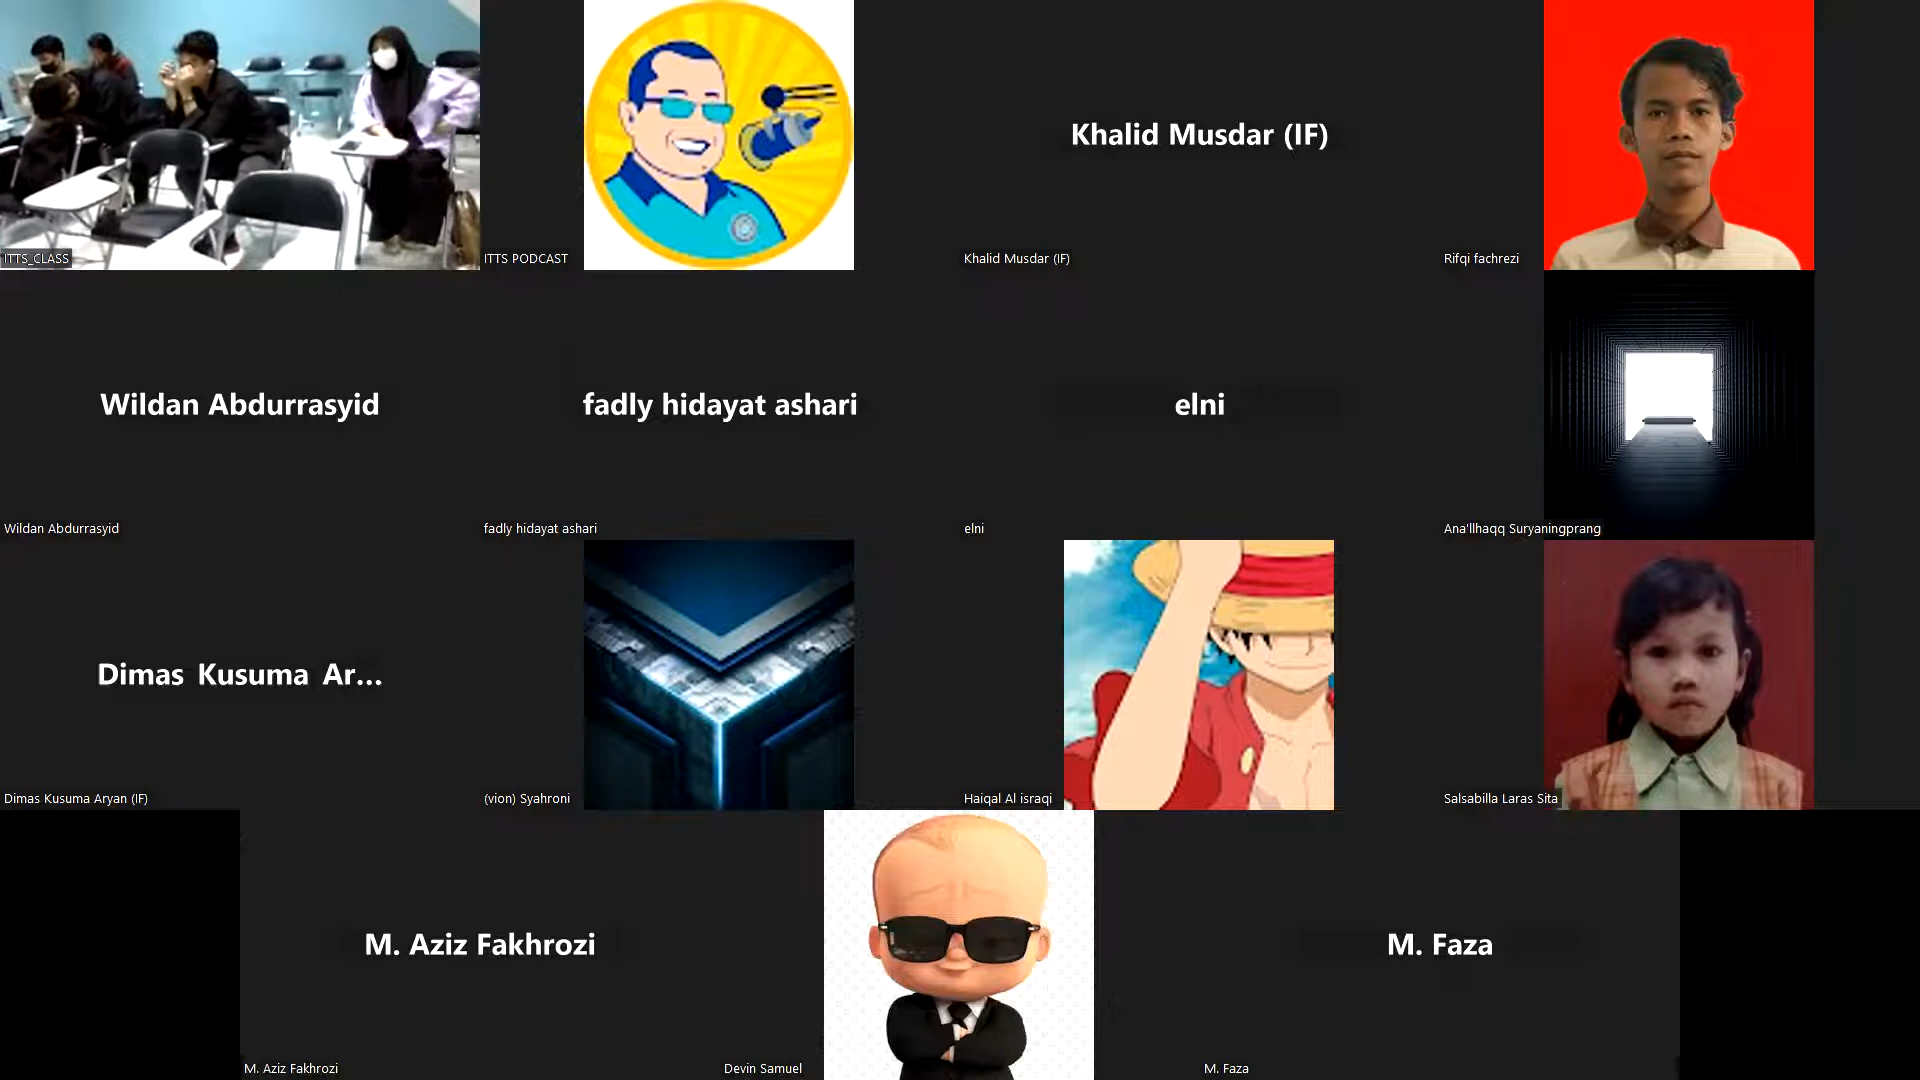 ITTS_CLASS
ITTS PODCAST
Khalid Musdar (IF)
Khalid Musdar (IF)
Rifqi fachrezi
Wildan Abdurrasyid
Wildan Abdurrasyid
fadly hidayat ashari
fadly hidayat ashari
elni
elni
Ana'llhaqq Suryaningprang
Dimas Kusuma Ar...
Dimas Kusuma Aryan (IF)
(vion) Syahroni
Haiqal Al israqi
Salsabilla Laras Sita
M. Aziz Fakhrozi
M. Aziz Fakhrozi
Devin Samuel
M. Faza
M. Faza